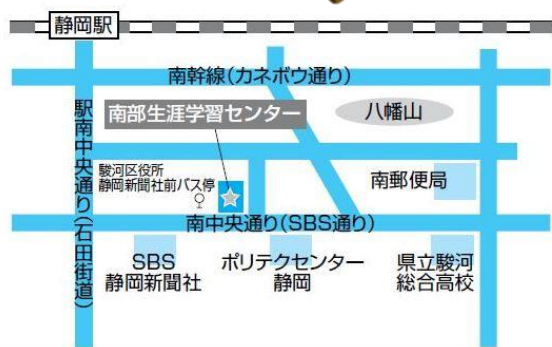 静岡駅
南幹線(カネボウ通り)
駅南中央通り(石田街道)
南部生涯学習センター
八幡山
駿河区役所
静岡新聞社前バス停
南郵便局
南中央通り(SBS通り)
SBS
静岡新聞社
ポリテクセンター
静岡
県立駿河
総合高校